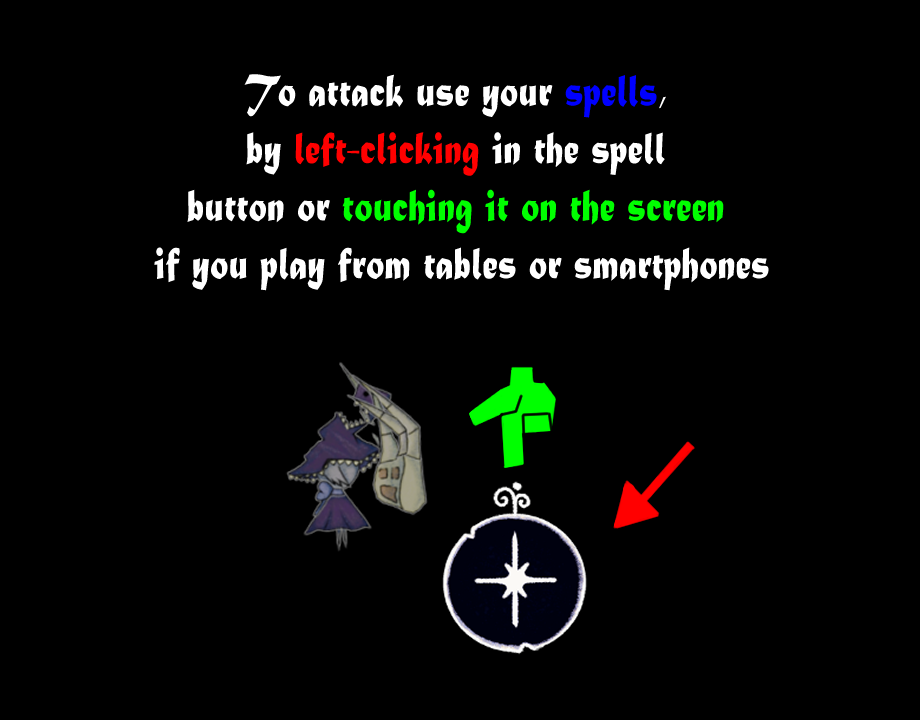 To attack use your spells,
by left-clicking in the spell
button or touching it on the screen
if you play from tables or smartphones